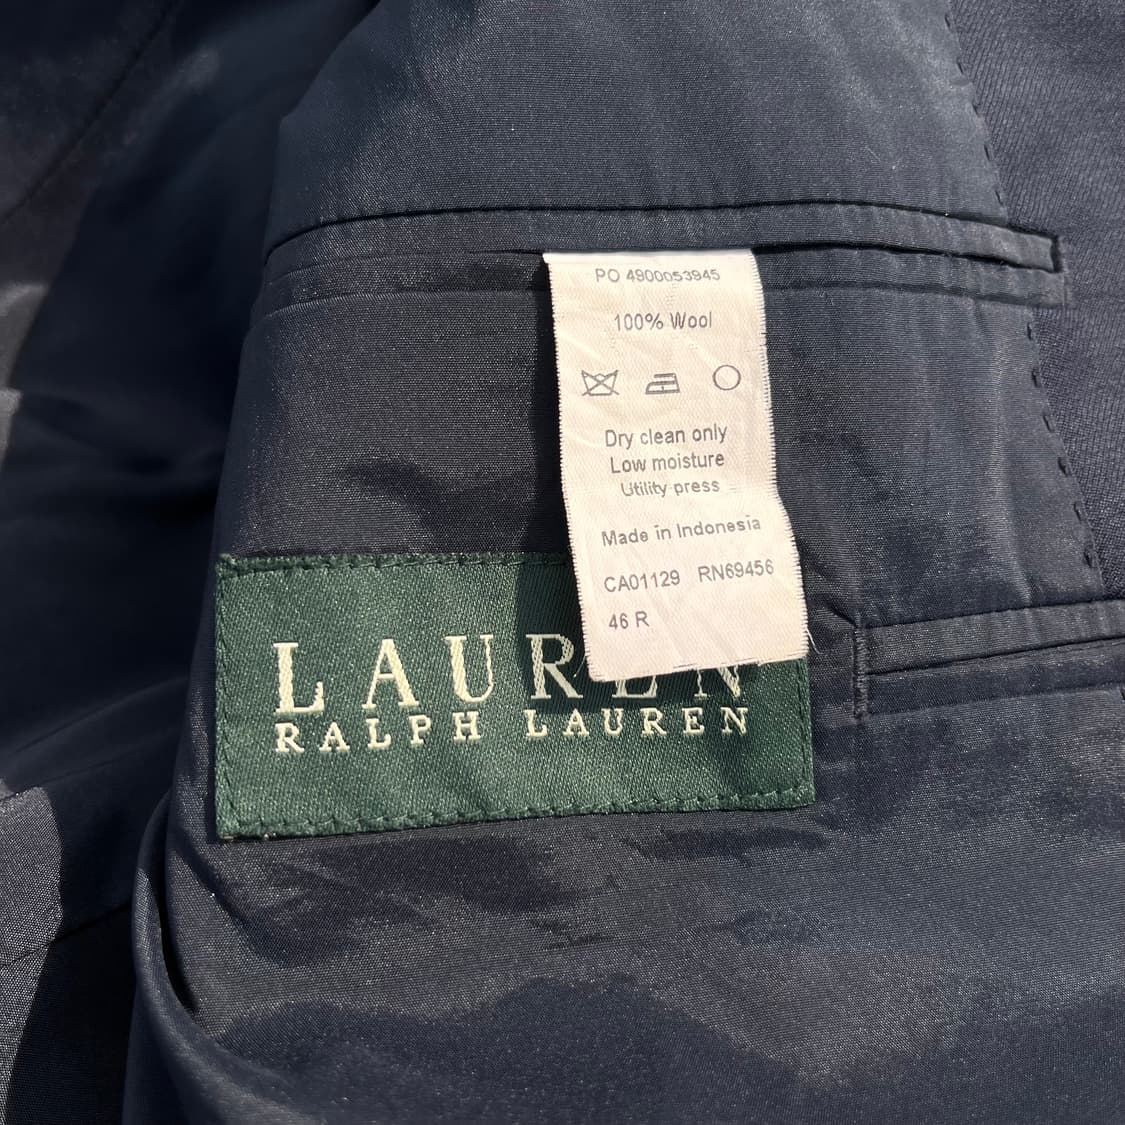 PO 4900053945
100% Wool
Dry clean only
Low moisture
Utility press
Made in Indonesia
CA01129 RN69456
46 R
LAUREN
RALPH LAUREN